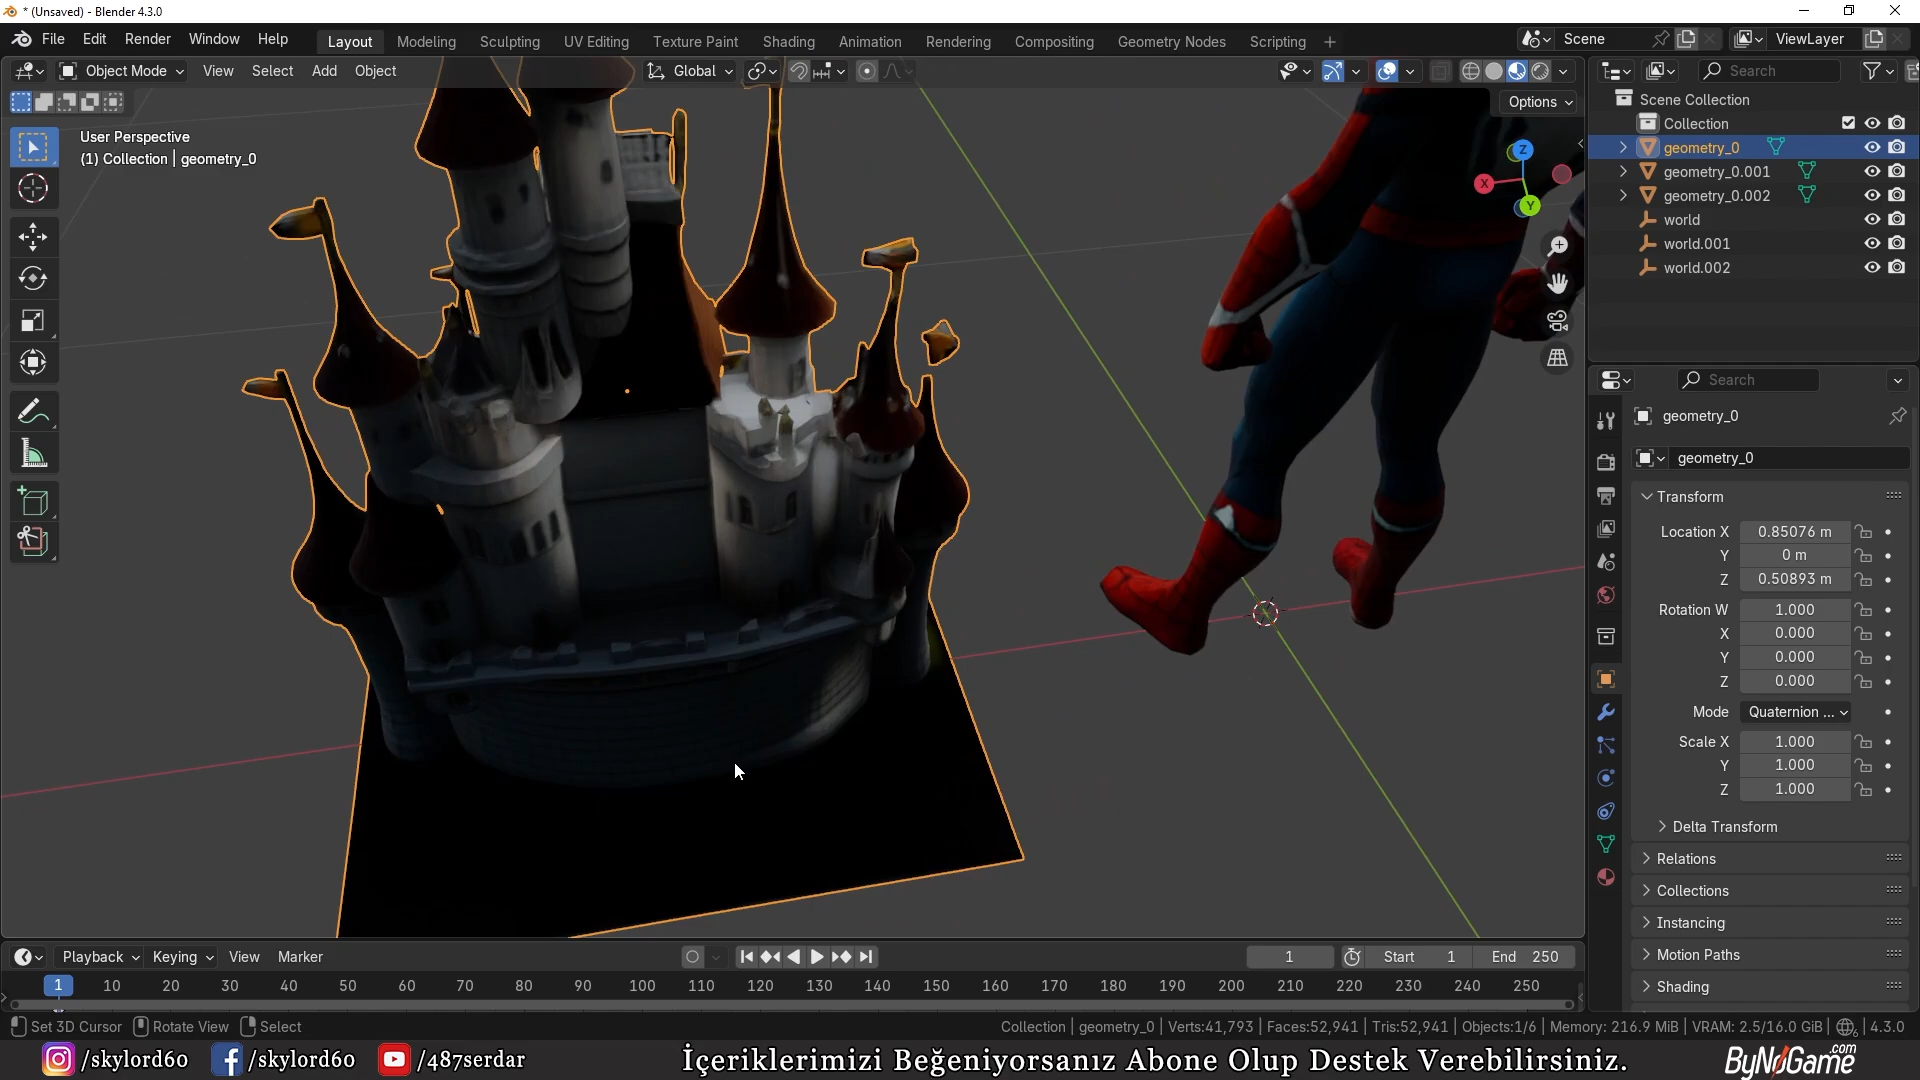 * (Unsaved) - Blender 4.3.0
File Edit Render Window Help
Layout Modeling Sculpting UV Editing Texture Paint Shading Animation Rendering Compositing Geometry Nodes Scripting +
Scene
ViewLayer
Object Mode View Select Add Object
Global
Search
Options
User Perspective
(1) Collection | geometry_0
Z
X
Y
Scene Collection
Collection
geometry_0
geometry_0.001
geometry_0.002
world
world.001
world.002
Search
geometry_0
geometry_0
Transform
Location X 0.85076 m
Y 0 m
Z 0.50893 m
Rotation W 1.000
X 0.000
Y 0.000
Z 0.000
Mode Quaternion ...
Scale X 1.000
Y 1.000
Z 1.000
Delta Transform
Relations
Collections
Instancing
Motion Paths
Shading
Playback Keying View Marker
1 Start 1 End 250
1 10 20 30 40 50 60 70 80 90 100 110 120 130 140 150 160 170 180 190 200 210 220 230 240 250
Set 3D Cursor Rotate View Select
Collection | geometry_0 | Verts:41,793 | Faces:52,941 | Tris:52,941 | Objects:1/6 | Memory: 216.9 MiB | VRAM: 2.5/16.0 GiB | 4.3.0
/skylord60 /skylord60 /487serdar
İçeriklerimizi Beğeniyorsanız Abone Olup Destek Verebilirsiniz.
ByNoGame.com